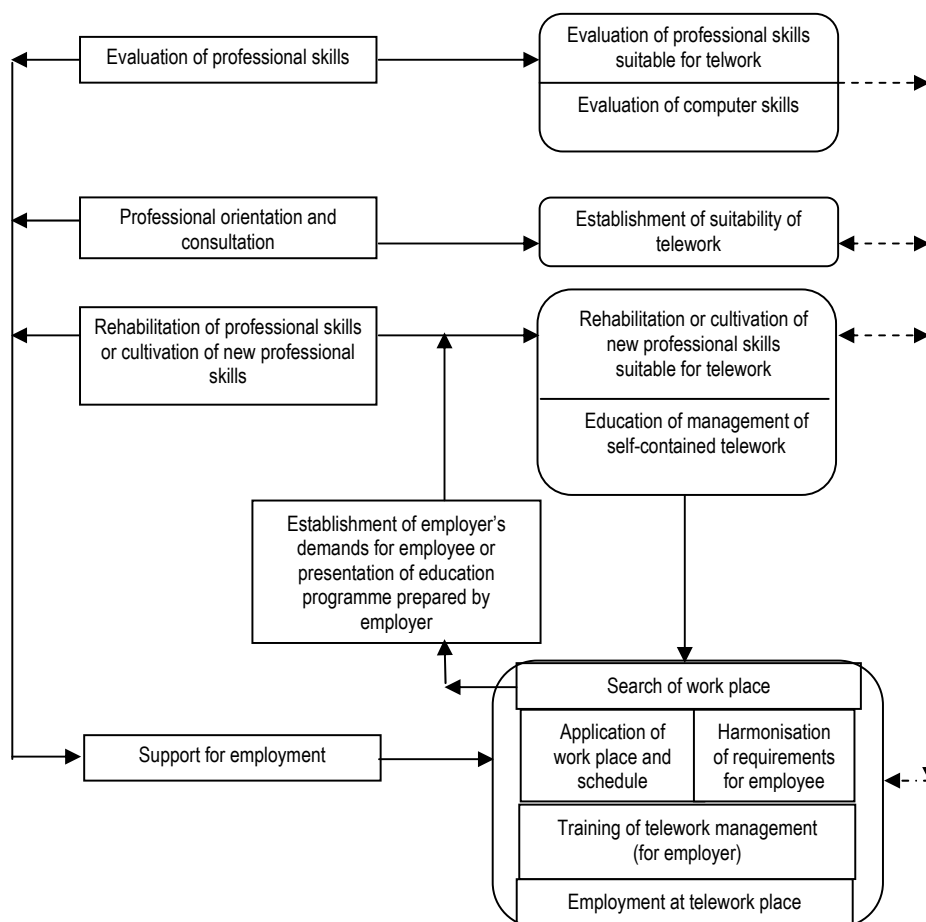 Evaluation of professional skills
Evaluation of professional skills
suitable for telwork
Evaluation of computer skills
Professional orientation and
consultation
Establishment of suitability of
telework
Rehabilitation of professional skills
or cultivation of new professional
skills
Rehabilitation or cultivation of
new professional skills
suitable for telework
Education of management of
self-contained telework
Establishment of employer’s
demands for employee or
presentation of education
programme prepared by
employer
Search of work place
Support for employment
Application of
work place and
schedule
Harmonisation
of requirements
for employee
Training of telework management
(for employer)
Employment at telework place